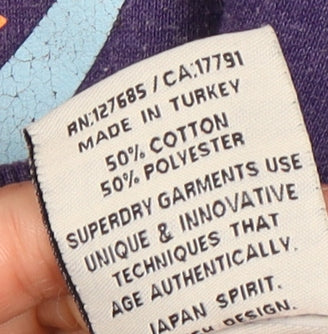 RN:127685 / CA:17791
MADE IN TURKEY
50% COTTON
50% POLYESTER
SUPERDRY GARMENTS USE
UNIQUE & INNOVATIVE
TECHNIQUES THAT
AGE AUTHENTICALLY.
JAPAN SPIRIT.
DESIGN.